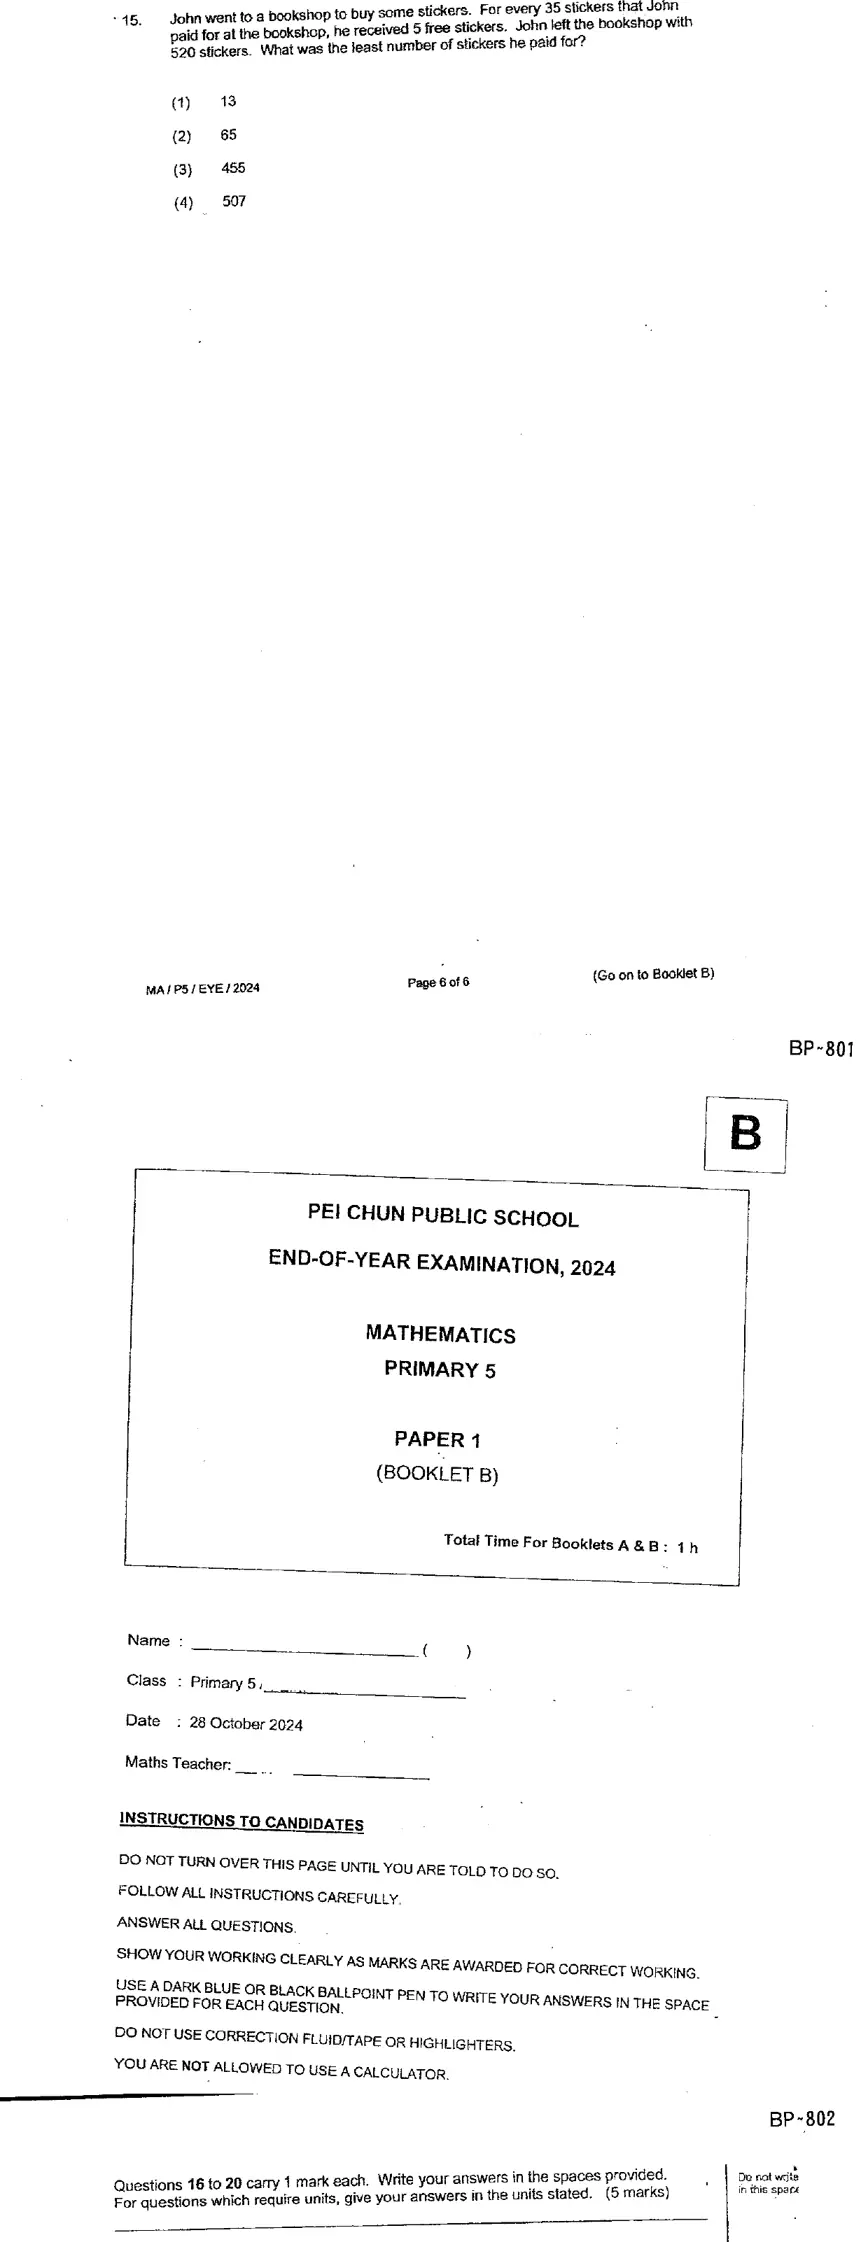 15. John went to a bookshop to buy some stickers. For every 35 stickers that John
paid for at the bookshop, he received 5 free stickers. John left the bookshop with
520 stickers. What was the least number of stickers he paid for?
(1) 13
(2) 65
(3) 455
(4) 507
MA / P5 / EYE / 2024 Page 6 of 6 (Go on to Booklet B)
BP-801
B
PEI CHUN PUBLIC SCHOOL
END-OF-YEAR EXAMINATION, 2024
MATHEMATICS
PRIMARY 5
PAPER 1
(BOOKLET B)
Total Time For Booklets A & B : 1 h
Name : ( )
Class : Primary 5 /
Date : 28 October 2024
Maths Teacher:
INSTRUCTIONS TO CANDIDATES
DO NOT TURN OVER THIS PAGE UNTIL YOU ARE TOLD TO DO SO.
FOLLOW ALL INSTRUCTIONS CAREFULLY.
ANSWER ALL QUESTIONS.
SHOW YOUR WORKING CLEARLY AS MARKS ARE AWARDED FOR CORRECT WORKING.
USE A DARK BLUE OR BLACK BALLPOINT PEN TO WRITE YOUR ANSWERS IN THE SPACE
PROVIDED FOR EACH QUESTION.
DO NOT USE CORRECTION FLUID/TAPE OR HIGHLIGHTERS.
YOU ARE NOT ALLOWED TO USE A CALCULATOR.
BP-802
Questions 16 to 20 carry 1 mark each. Write your answers in the spaces provided.
For questions which require units, give your answers in the units stated. (5 marks)
Do not write
in this space